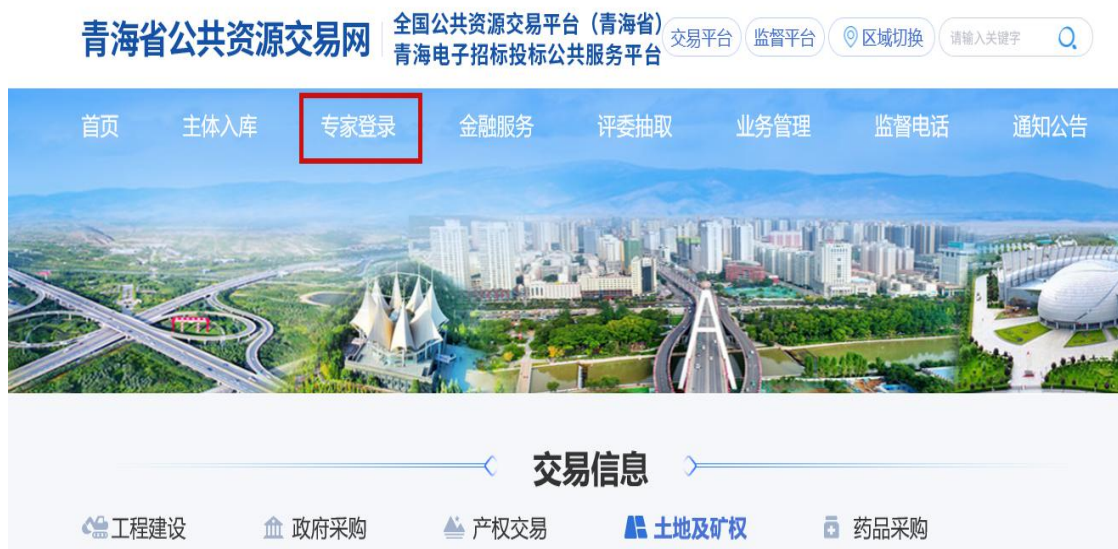 青海省公共资源交易网
全国公共资源交易平台（青海省）
青海电子招标投标公共服务平台
交易平台 监督平台 区域切换 请输入关键字
首页 主体入库 专家登录 金融服务 评委抽取 业务管理 监督电话 通知公告
交易信息
工程建设 政府采购 产权交易 土地及矿权 药品采购